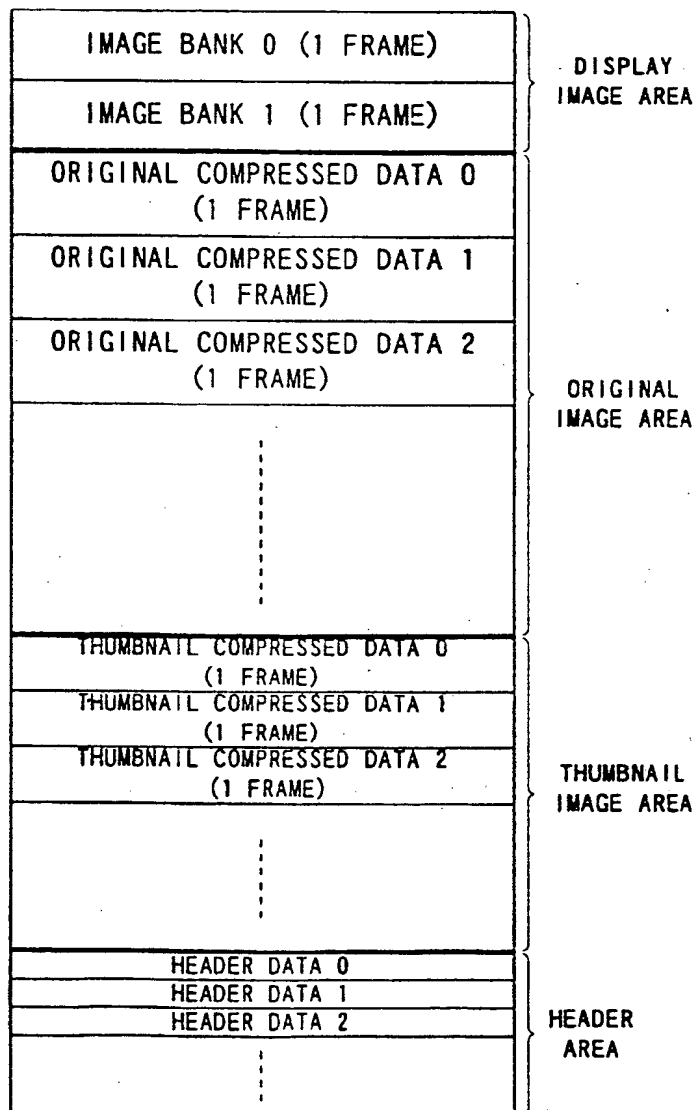 IMAGE BANK 0 (1 FRAME)
IMAGE BANK 1 (1 FRAME)
DISPLAY
IMAGE AREA
ORIGINAL COMPRESSED DATA 0
(1 FRAME)
ORIGINAL COMPRESSED DATA 1
(1 FRAME)
ORIGINAL COMPRESSED DATA 2
(1 FRAME)
ORIGINAL
IMAGE AREA
THUMBNAIL COMPRESSED DATA 0
(1 FRAME)
THUMBNAIL COMPRESSED DATA 1
(1 FRAME)
THUMBNAIL COMPRESSED DATA 2
(1 FRAME)
THUMBNAIL
IMAGE AREA
HEADER DATA 0
HEADER DATA 1
HEADER DATA 2
HEADER
AREA